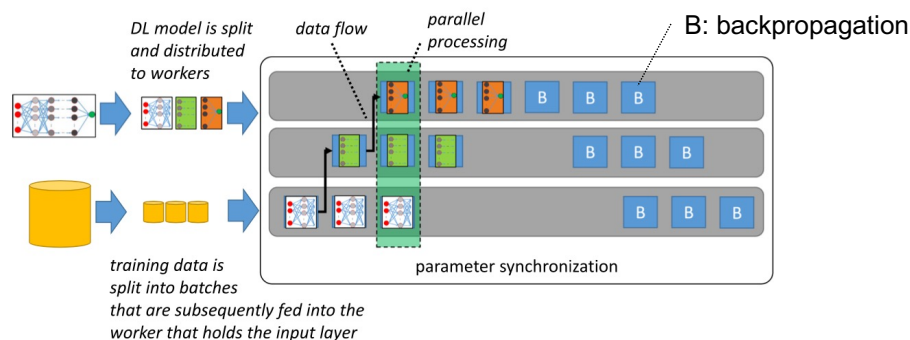 DL model is split
and distributed
to workers
data flow
parallel
processing
B: backpropagation
B B B
B B B
B B B
parameter synchronization
training data is
split into batches
that are subsequently fed into the
worker that holds the input layer